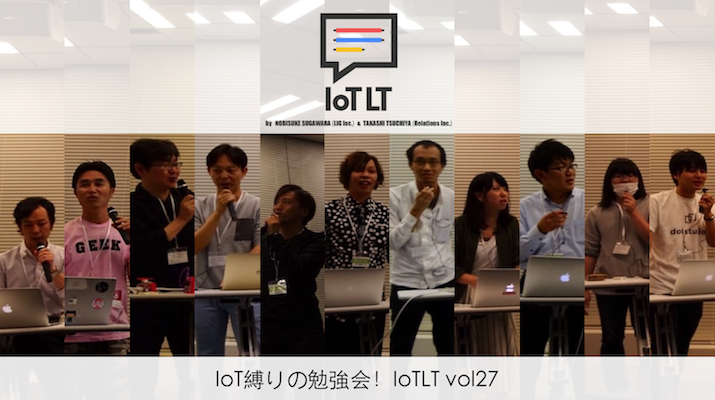 IoT LT
by NOBISUKE SUGAWARA (LIG Inc.) & TAKASHI TSUCHIYA (Relations Inc.)
GEEK
dotstudio
IoT縛りの勉強会! IoTLT vol27